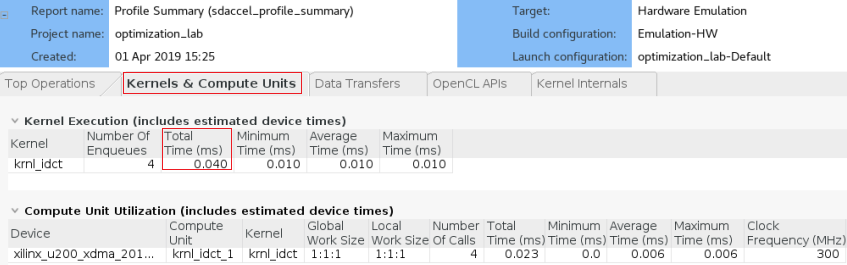 Report name: Profile Summary (sdaccel_profile_summary) Target: Hardware Emulation
Project name: optimization_lab Build configuration: Emulation-HW
Created: 01 Apr 2019 15:25 Launch configuration: optimization_lab-Default
Top Operations Kernels & Compute Units Data Transfers OpenCL APIs Kernel Internals
Kernel Execution (includes estimated device times)
Kernel Number Of Enqueues Total Time (ms) Minimum Time (ms) Average Time (ms) Maximum Time (ms)
krnl_idct 4 0.040 0.010 0.010 0.010
Compute Unit Utilization (includes estimated device times)
Device Compute Unit Kernel Global Work Size Local Work Size Number Of Calls Total Time (ms) Minimum Time (ms) Average Time (ms) Maximum Time (ms) Clock Frequency (MHz)
xilinx_u200_xdma_201... krnl_idct_1 krnl_idct 1:1:1 1:1:1 4 0.023 0.0 0.006 0.006 300